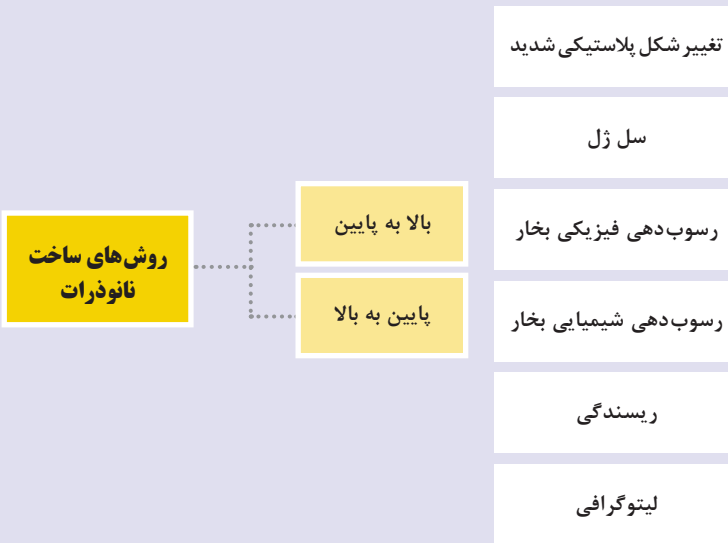 تغییر شکل پلاستیکی شدید
سل ژل
رسوب‌دهی فیزیکی بخار
رسوب‌دهی شیمیایی بخار
ریسندگی
لیتوگرافی
بالا به پایین
پایین به بالا
روش‌های ساخت
نانوذرات